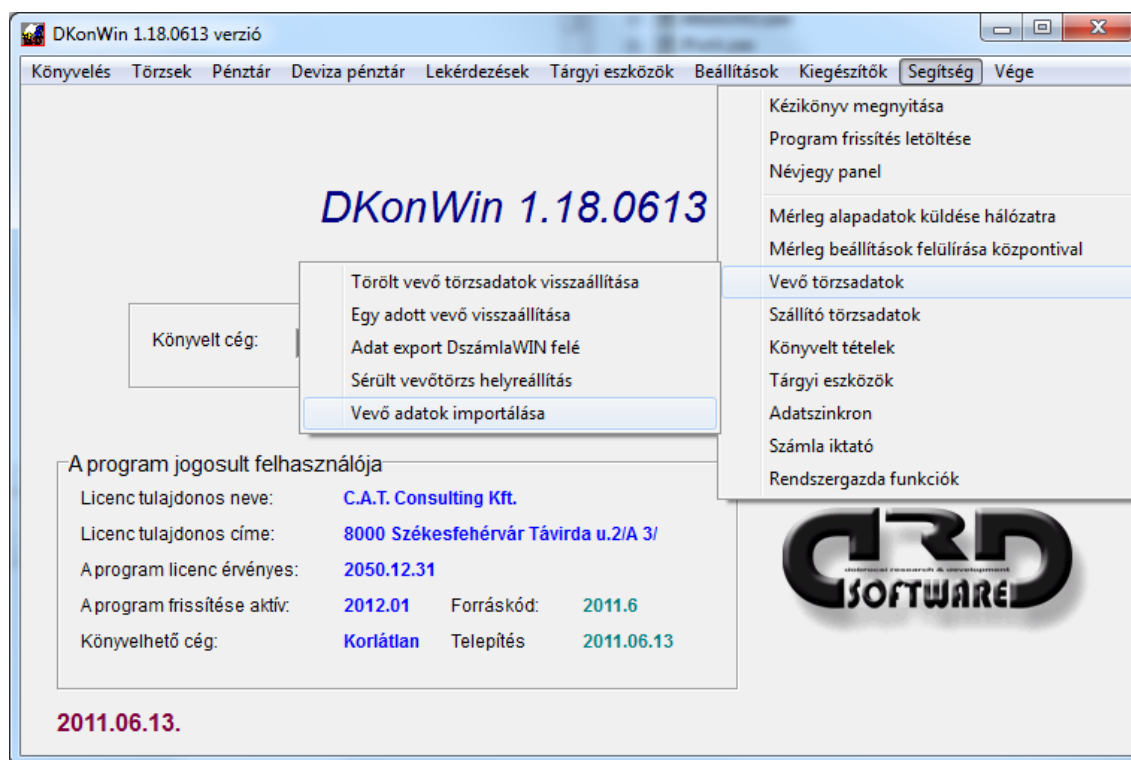 DKonWin 1.18.0613 verzió
Könyvelés Törzsek Pénztár Deviza pénztár Lekérdezések Tárgyi eszközök Beállítások Kiegészítők Segítség Vége
Kézikönyv megnyitása
Program frissítés letöltése
Névjegy panel
Mérleg alapadatok küldése hálózatra
Mérleg beállítások felülírása központival
Vevő törzsadatok
Szállító törzsadatok
Könyvelt tételek
Tárgyi eszközök
Adatszinkron
Számla iktató
Rendszergazda funkciók
DKonWin 1.18.0613
Törölt vevő törzsadatok visszaállítása
Egy adott vevő visszaállítása
Adat export DszámlaWIN felé
Sérült vevőtörzs helyreállítás
Vevő adatok importálása
Könyvelt cég:
A program jogosult felhasználója
Licenc tulajdonos neve: C.A.T. Consulting Kft.
Licenc tulajdonos címe: 8000 Székesfehérvár Távirda u.2/A 3/
A program licenc érvényes: 2050.12.31
A program frissítése aktív: 2012.01 Forráskód: 2011.6
Könyvelhető cég: Korlátlan Telepítés 2011.06.13
DRD
dobrocsi research & development
SOFTWARE
2011.06.13.